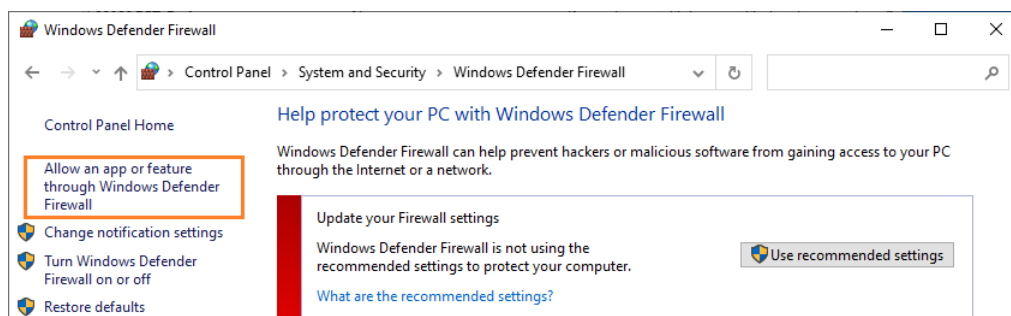 Windows Defender Firewall
Control Panel > System and Security > Windows Defender Firewall
Control Panel Home
Allow an app or feature
through Windows Defender
Firewall
Change notification settings
Turn Windows Defender
Firewall on or off
Restore defaults
Help protect your PC with Windows Defender Firewall
Windows Defender Firewall can help prevent hackers or malicious software from gaining access to your PC
through the Internet or a network.
Update your Firewall settings
Windows Defender Firewall is not using the
recommended settings to protect your computer.
What are the recommended settings?
Use recommended settings